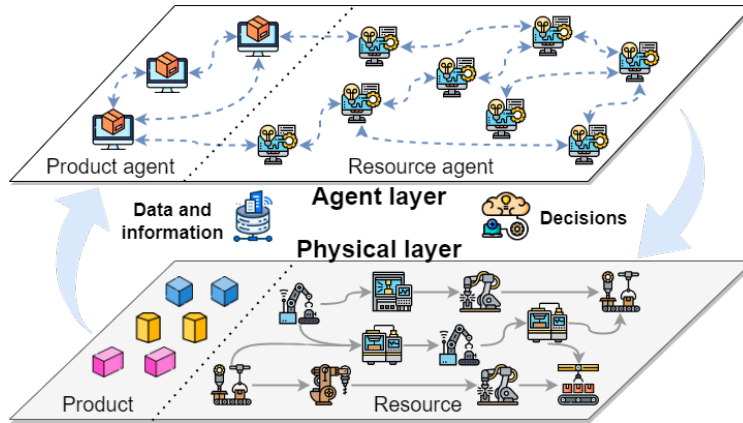 Product agent
Resource agent
Agent layer
Data and
information
Decisions
Physical layer
Product
Resource